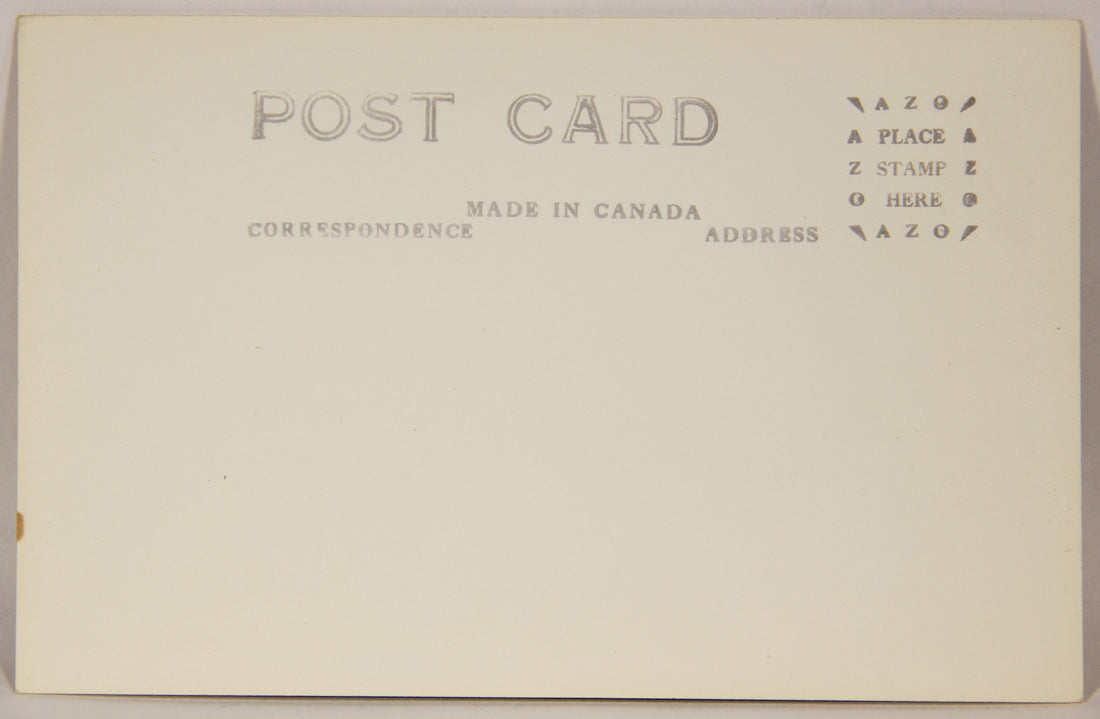 POST CARD
MADE IN CANADA
CORRESPONDENCE
ADDRESS
AZO
A PLACE A
Z STAMP Z
O HERE O
AZO